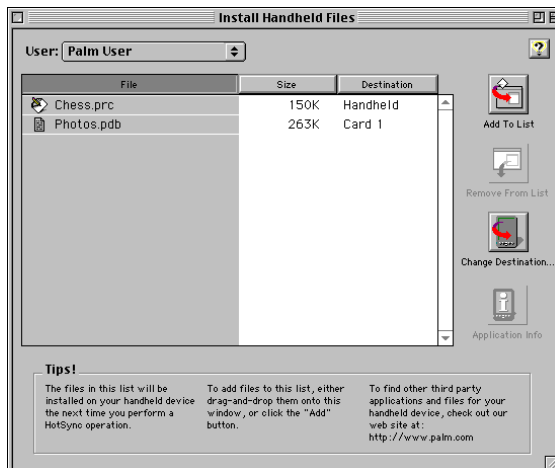 Install Handheld Files
User: Palm User
File Size Destination
Chess.prc 150K Handheld
Photos.pdb 263K Card 1
Add To List
Remove From List
Change Destination...
Application Info
Tips!
The files in this list will be
installed on your handheld device
the next time you perform a
HotSync operation.
To add files to this list, either
drag-and-drop them onto this
window, or click the "Add"
button.
To find other third party
applications and files for your
handheld device, check out our
web site at:
http://www.palm.com